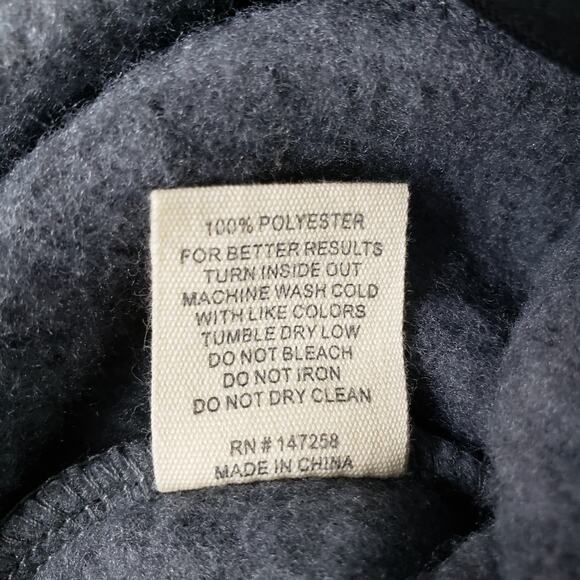 100% POLYESTER
FOR BETTER RESULTS
TURN INSIDE OUT
MACHINE WASH COLD
WITH LIKE COLORS
TUMBLE DRY LOW
DO NOT BLEACH
DO NOT IRON
DO NOT DRY CLEAN
RN # 147258
MADE IN CHINA